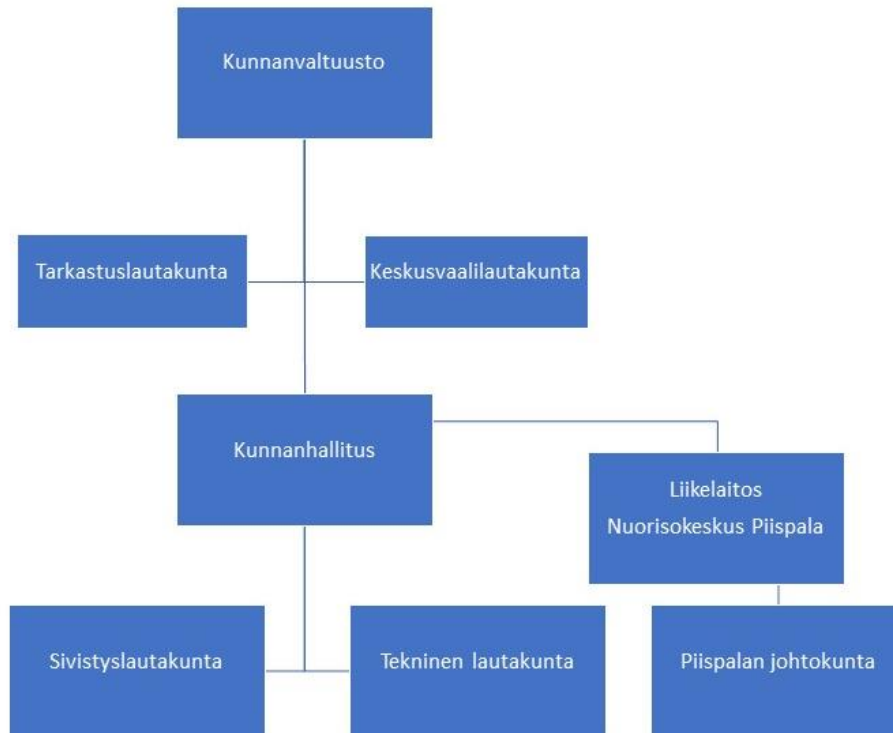 Kunnanvaltuusto
Tarkastuslautakunta
Keskusvaalilautakunta
Kunnanhallitus
Liikelaitos
Nuorisokeskus Piispala
Sivistyslautakunta
Tekninen lautakunta
Piispalan johtokunta